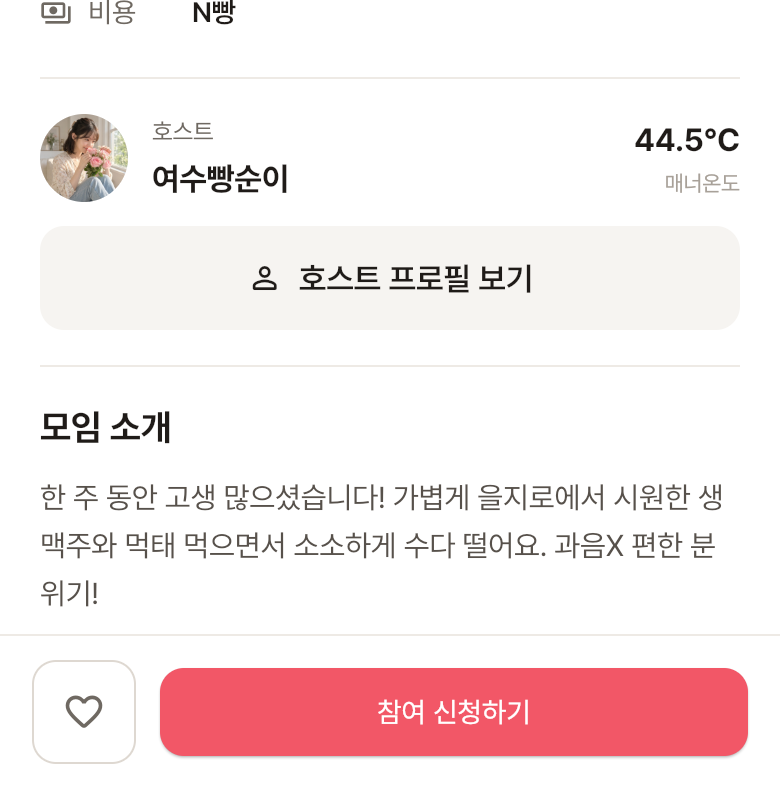 비용 N빵
호스트
여수빵순이
44.5°C
매너온도
호스트 프로필 보기
모임 소개
한 주 동안 고생 많으셨습니다! 가볍게 을지로에서 시원한 생
맥주와 먹태 먹으면서 소소하게 수다 떨어요. 과음X 편한 분
위기!
참여 신청하기